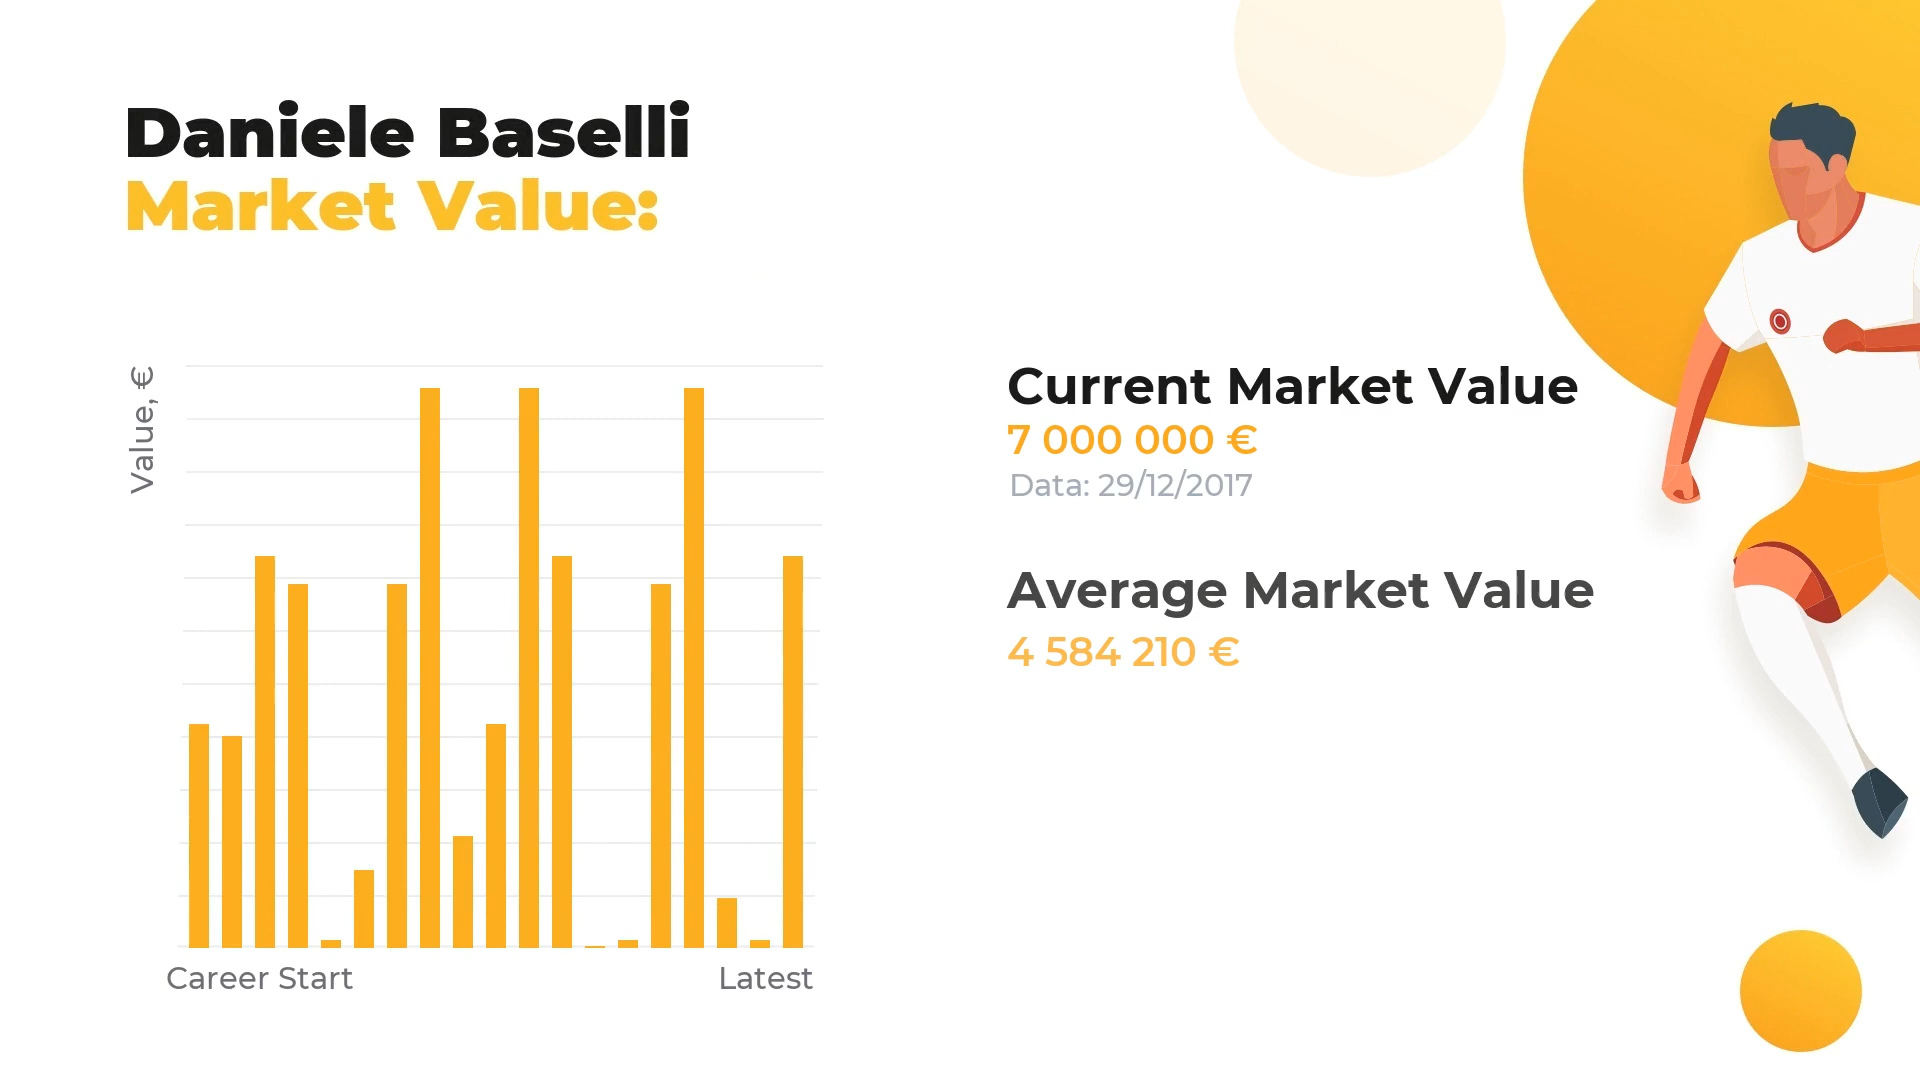 Daniele Baselli
Market Value:
Value, €
Career Start
Latest
Current Market Value
7 000 000 €
Data: 29/12/2017
Average Market Value
4 584 210 €